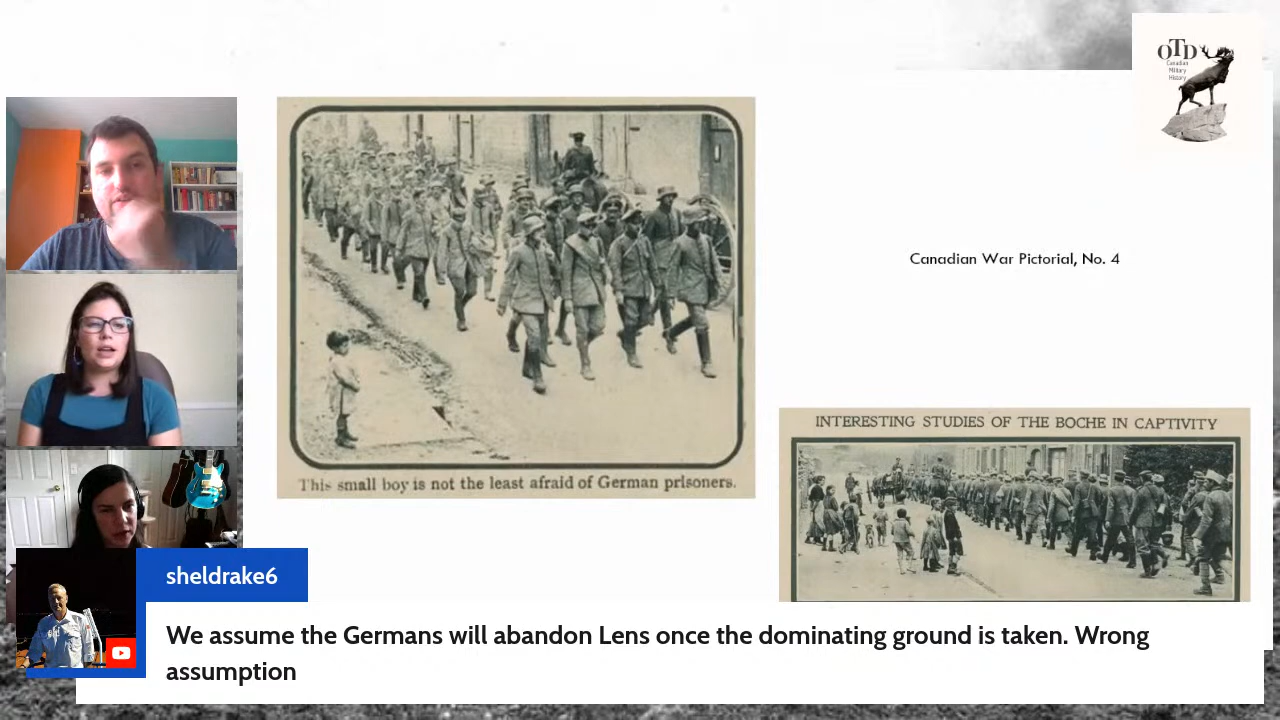 OTD
Canadian
Military
History
Canadian War Pictorial, No. 4
This small boy is not the least afraid of German prisoners.
INTERESTING STUDIES OF THE BOCHE IN CAPTIVITY
sheldrake6
We assume the Germans will abandon Lens once the dominating ground is taken. Wrong
assumption